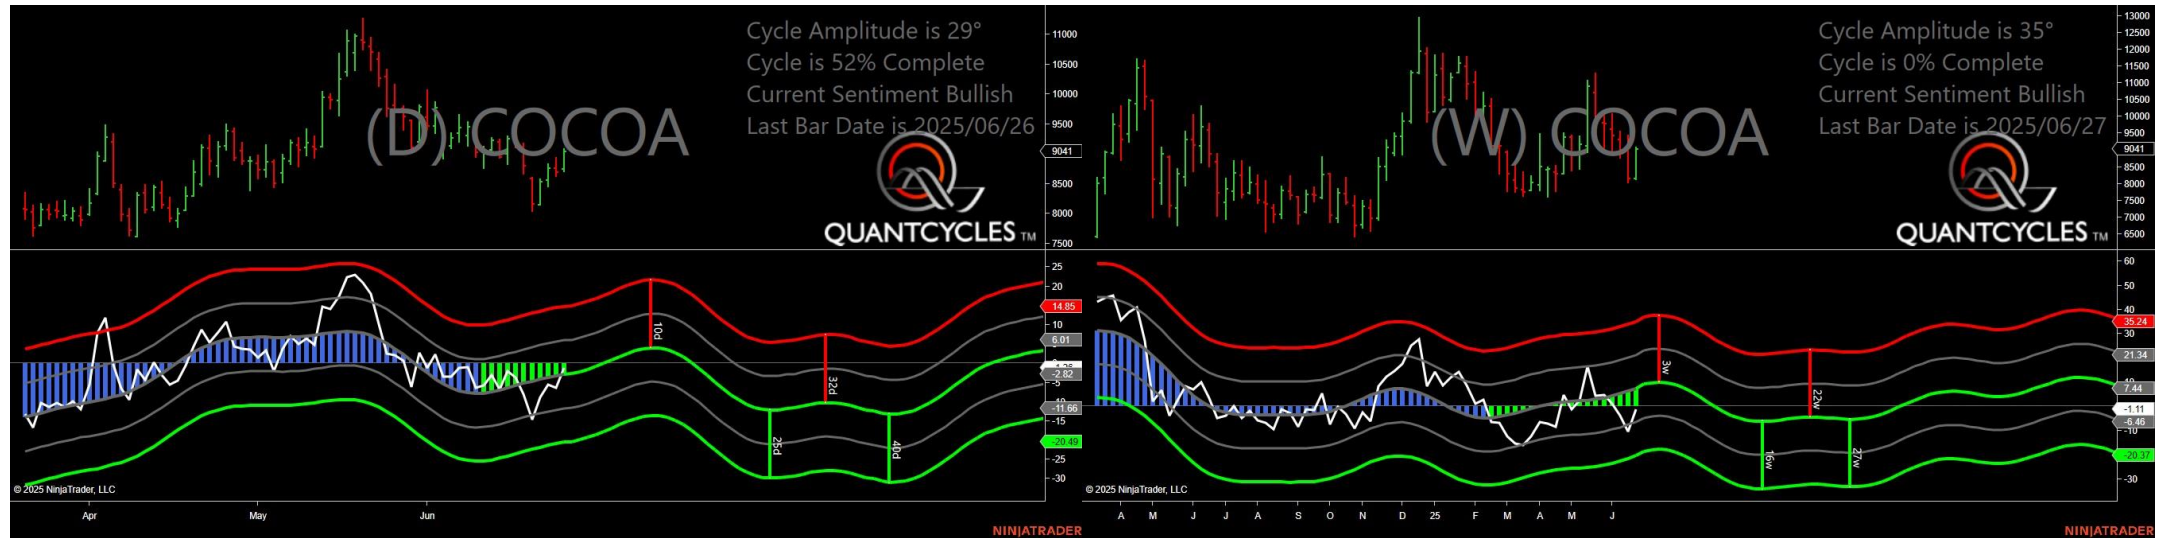 Cycle Amplitude is 29°
Cycle is 52% Complete
Current Sentiment Bullish
Last Bar Date is 2025/06/26
(D) COCOA
QUANTCYCLES TM
11000
10500
10000
9500
9041
8500
8000
7500
25
20
14.85
10
6.01
-2.82
-5
-11.66
-15
-20.49
-25
-30
10d
32d
25d
40d
© 2025 NinjaTrader, LLC
Apr May Jun
NINJATRADER
Cycle Amplitude is 35°
Cycle is 0% Complete
Current Sentiment Bullish
Last Bar Date is 2025/06/27
(W) COCOA
QUANTCYCLES TM
13000
12500
12000
11500
11000
10500
10000
9500
9041
8500
8000
7500
7000
6500
60
50
40
35.24
30
21.34
7.44
-1.11
-6.46
-10
-20.37
-30
3w
22w
16w
27w
© 2025 NinjaTrader, LLC
A M J J A S O N D 25 F M A M J
NINJATRADER